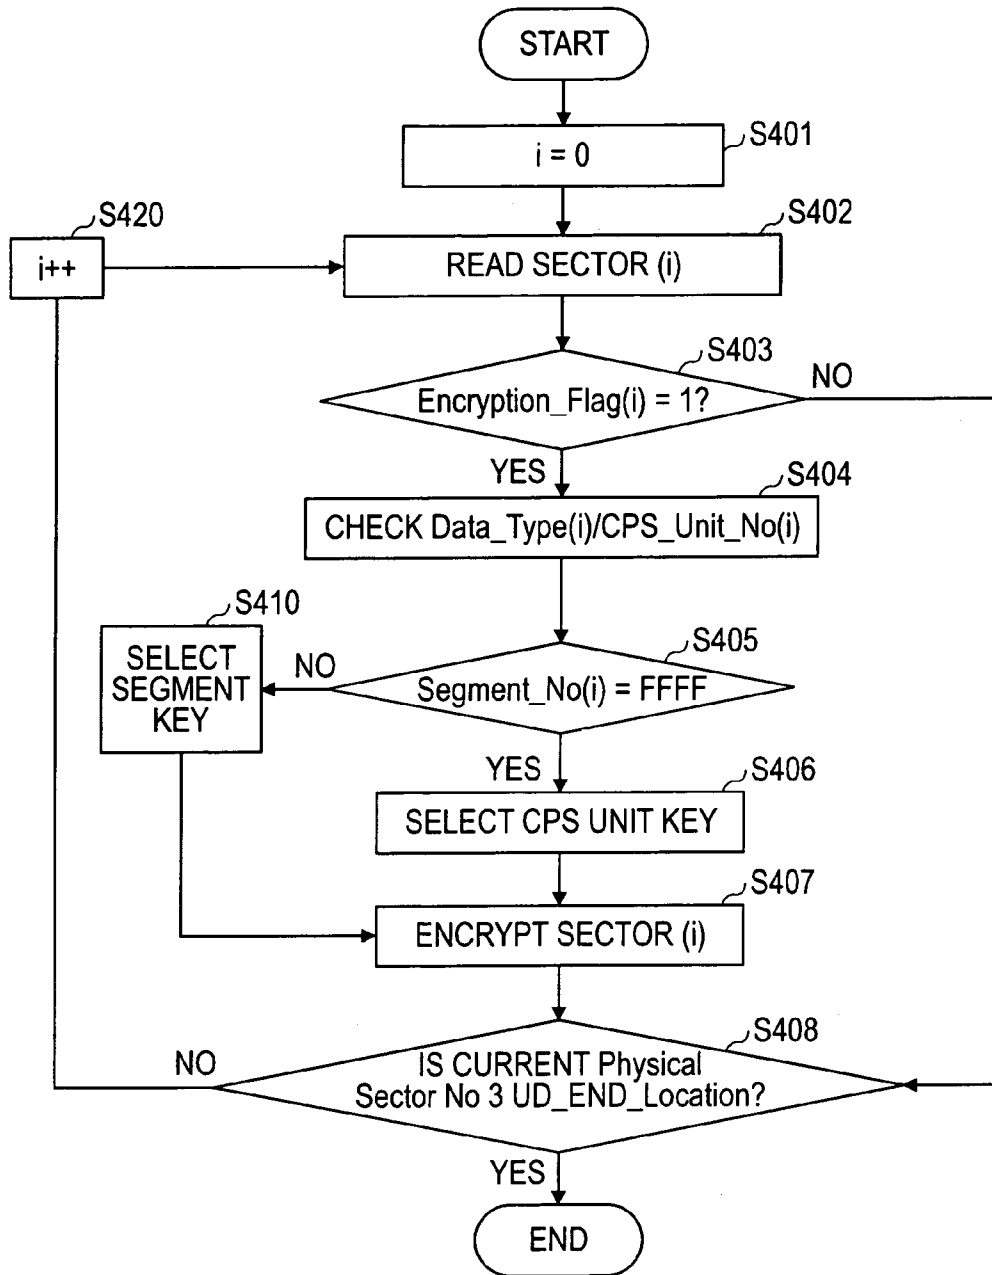 START
S401
i = 0
S420
i++
S402
READ SECTOR (i)
S403
Encryption_Flag(i) = 1?
NO
YES
S404
CHECK Data_Type(i)/CPS_Unit_No(i)
S410
SELECT
SEGMENT
KEY
NO
S405
Segment_No(i) = FFFF
YES
S406
SELECT CPS UNIT KEY
S407
ENCRYPT SECTOR (i)
S408
NO
IS CURRENT Physical
Sector No 3 UD_END_Location?
YES
END